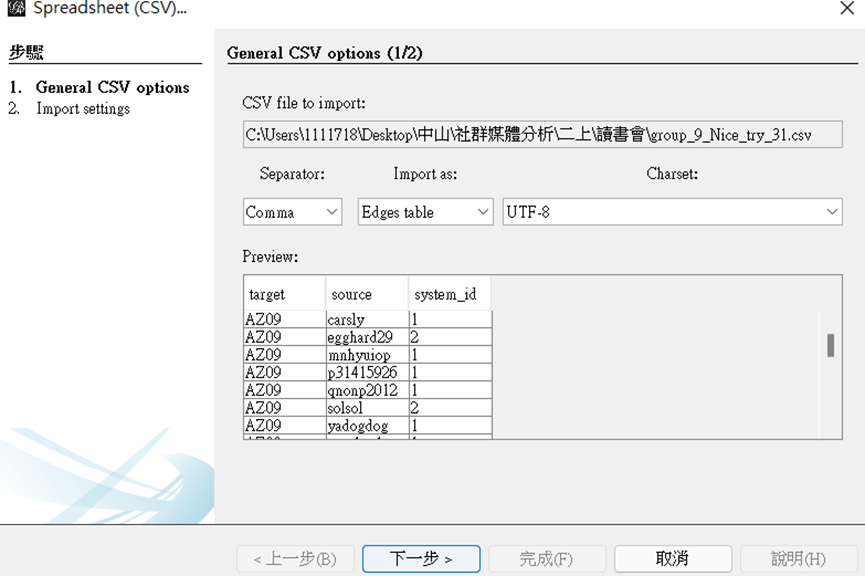 Spreadsheet (CSV)...
步驟
1. General CSV options
2. Import settings
General CSV options (1/2)
CSV file to import:
C:\Users\1111718\Desktop\中山\社群媒體分析\二上\讀書會\group_9_Nice_try_31.csv
Separator: Import as: Charset:
Comma Edges table UTF-8
Preview:
target source system_id
AZ09 carsly 1
AZ09 egghard29 2
AZ09 mnhyuiop 1
AZ09 p31415926 1
AZ09 qnonp2012 1
AZ09 solsol 2
AZ09 yadogdog 1
< 上一步(B) 下一步 > 完成(F) 取消 說明(H)